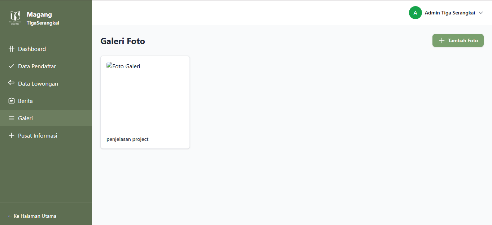 Magang
TigaSerangkai
Dashboard
Data Pendaftar
Data Lowongan
Berita
Galeri
Pusat Informasi
Ke Halaman Utama
A
Admin Tiga Serangkai
Galeri Foto
Tambah Foto
Foto Galeri
penjelasan project